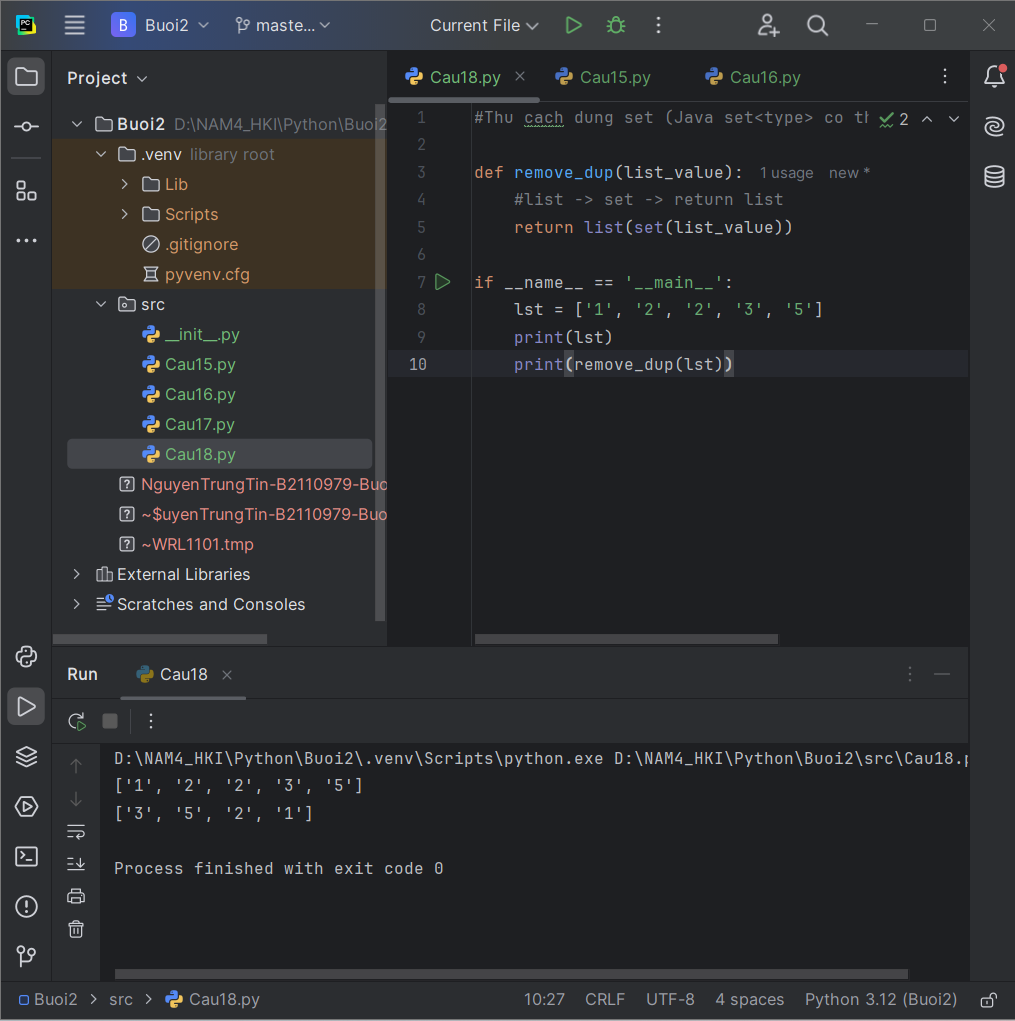 B Buoi2 maste... Current File
Project
Cau18.py Cau15.py Cau16.py
Buoi2 D:\NAM4_HKI\Python\Buoi2
.venv library root
Lib
Scripts
.gitignore
pyvenv.cfg
src
__init__.py
Cau15.py
Cau16.py
Cau17.py
Cau18.py
NguyenTrungTin-B2110979-Buo
~$uyenTrungTin-B2110979-Buo
~WRL1101.tmp
External Libraries
Scratches and Consoles
1 #Thu cach dung set (Java set<type> co th 2
2
3 def remove_dup(list_value): 1 usage new *
4 #list -> set -> return list
5 return list(set(list_value))
6
7 if __name__ == '__main__':
8 lst = ['1', '2', '2', '3', '5']
9 print(lst)
10 print(remove_dup(lst))
Run Cau18
D:\NAM4_HKI\Python\Buoi2\.venv\Scripts\python.exe D:\NAM4_HKI\Python\Buoi2\src\Cau18.p
['1', '2', '2', '3', '5']
['3', '5', '2', '1']
Process finished with exit code 0
Buoi2 > src > Cau18.py 10:27 CRLF UTF-8 4 spaces Python 3.12 (Buoi2)